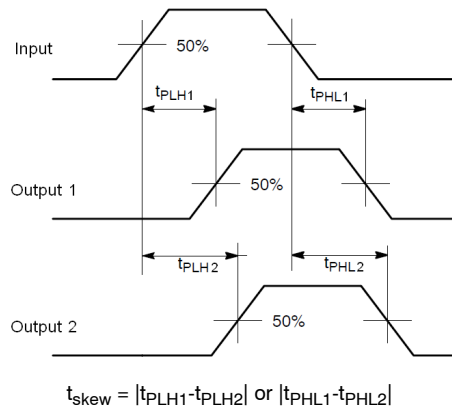 Input
50%
tPLH1
tPHL1
Output 1
50%
tPLH2
tPHL2
Output 2
50%
tskew = |tPLH1-tPLH2| or |tPHL1-tPHL2|